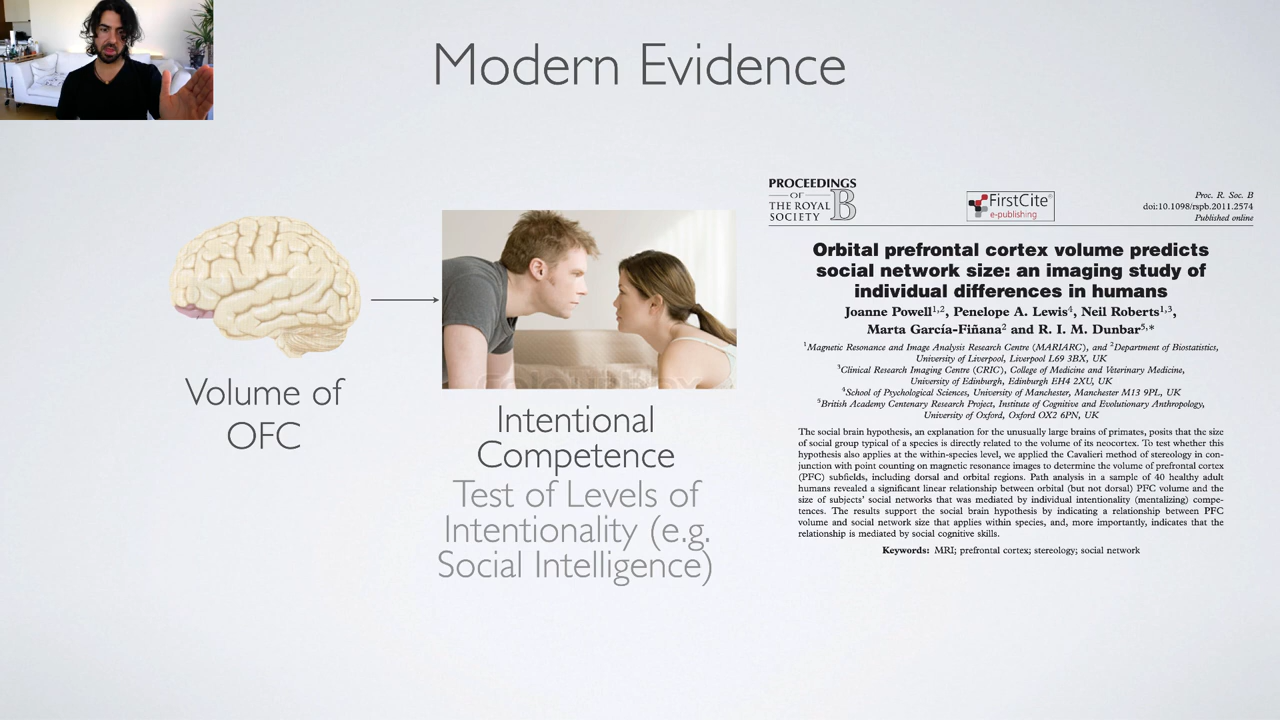 Modern Evidence
Volume of
OFC
Intentional
Competence
Test of Levels of
Intentionality (e.g.
Social Intelligence)
PROCEEDINGS
OF
THE ROYAL
SOCIETY
B
FirstCite
e-publishing
Proc. R. Soc. B
doi:10.1098/rspb.2011.2574
Published online
Orbital prefrontal cortex volume predicts
social network size: an imaging study of
individual differences in humans
Joanne Powell1,2, Penelope A. Lewis4, Neil Roberts1,3,
Marta García-Fiñana2 and R. I. M. Dunbar5,*
1Magnetic Resonance and Image Analysis Research Centre (MARIARC), and 2Department of Biostatistics,
University of Liverpool, Liverpool L69 3BX, UK
3Clinical Research Imaging Centre (CRIC), College of Medicine and Veterinary Medicine,
University of Edinburgh, Edinburgh EH4 2XU, UK
4School of Psychological Sciences, University of Manchester, Manchester M13 9PL, UK
5British Academy Centenary Research Project, Institute of Cognitive and Evolutionary Anthropology,
University of Oxford, Oxford OX2 6PN, UK
The social brain hypothesis, an explanation for the unusually large brains of primates, posits that the size
of social group typical of a species is directly related to the volume of its neocortex. To test whether this
hypothesis also applies at the within-species level, we applied the Cavalieri method of stereology in con-
junction with point counting on magnetic resonance images to determine the volume of prefrontal cortex
(PFC) subfields, including dorsal and orbital regions. Path analysis in a sample of 40 healthy adult
humans revealed a significant linear relationship between orbital (but not dorsal) PFC volume and the
size of subjects' social networks that was mediated by individual intentionality (mentalizing) compe-
tences. The results support the social brain hypothesis by indicating a relationship between PFC
volume and social network size that applies within species, and, more importantly, indicates that the
relationship is mediated by social cognitive skills.
Keywords: MRI; prefrontal cortex; stereology; social network